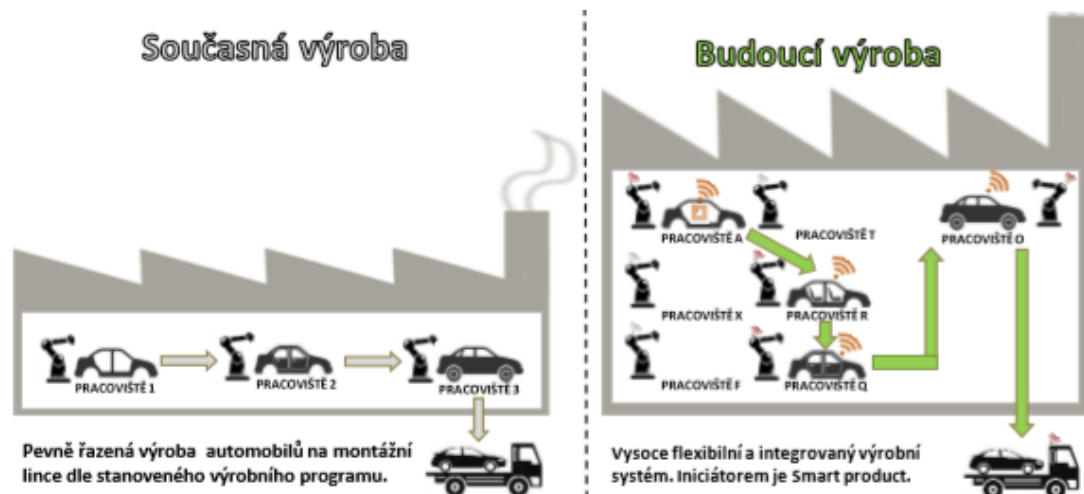 Současná výroba
PRACOVIŠTĚ 1
PRACOVIŠTĚ 2
PRACOVIŠTĚ 3
Pevně řazená výroba automobilů na montážní
lince dle stanoveného výrobního programu.
Budoucí výroba
PRACOVIŠTĚ A
PRACOVIŠTĚ T
PRACOVIŠTĚ O
PRACOVIŠTĚ X
PRACOVIŠTĚ R
PRACOVIŠTĚ F
PRACOVIŠTĚ Q
Vysoce flexibilní a integrovaný výrobní
systém. Iniciátorem je Smart product.